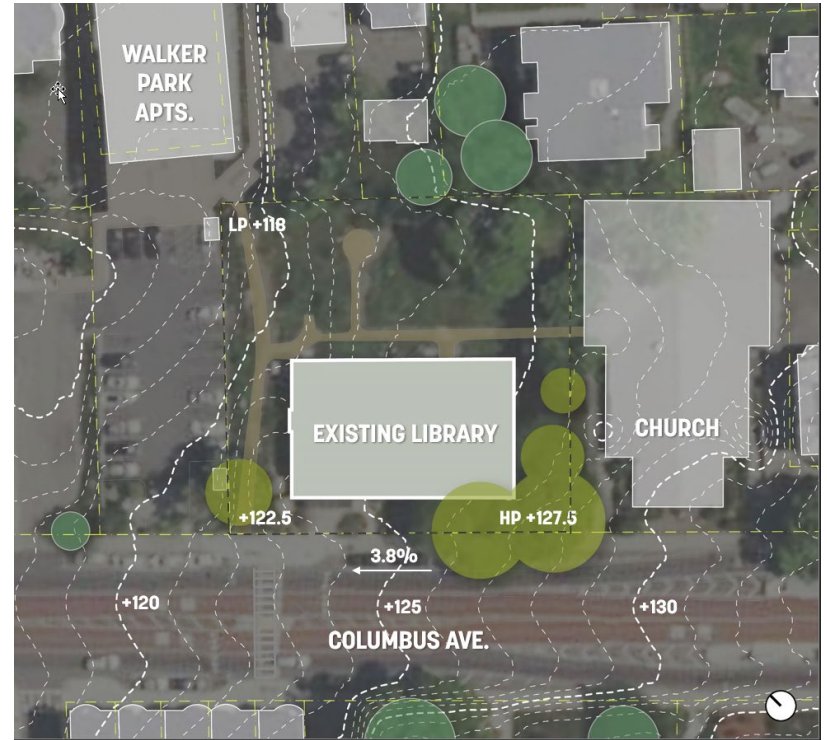 WALKER
PARK
APTS.
LP +118
EXISTING LIBRARY
CHURCH
+122.5
HP +127.5
3.8%
+120
+125
+130
COLUMBUS AVE.